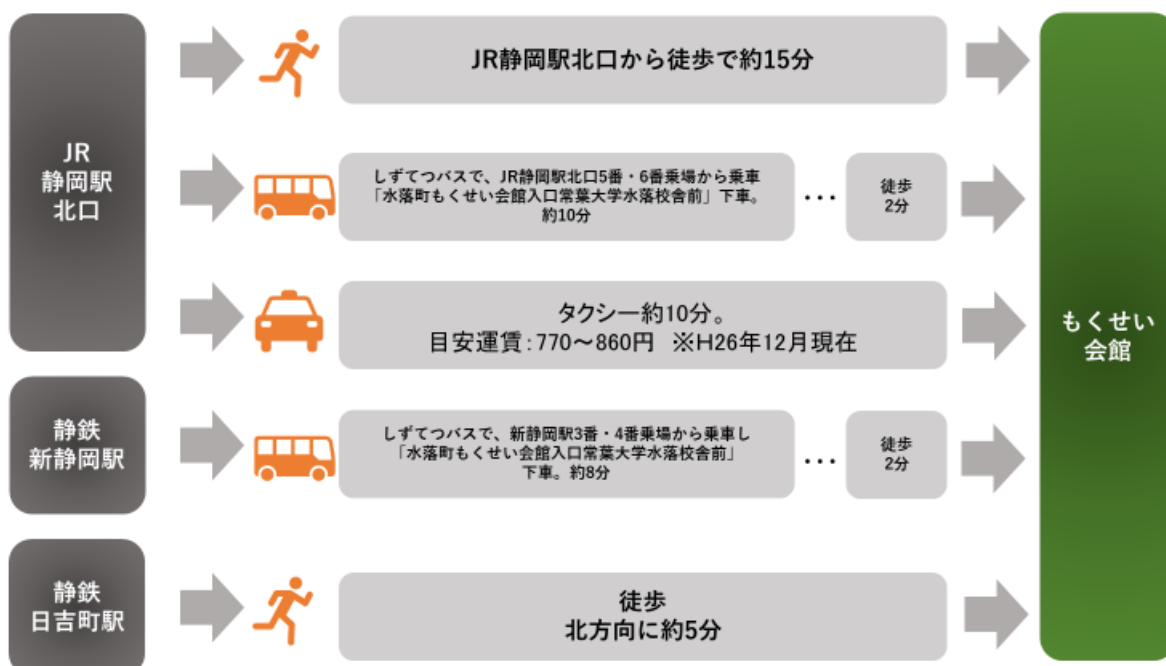 JR
静岡駅
北口
JR静岡駅北口から徒歩で約15分
しずてつバスで、JR静岡駅北口5番・6番乗場から乗車
「水落町もくせい会館入口常葉大学水落校舎前」下車。
約10分
…
徒歩
2分
タクシー約10分。
目安運賃：770～860円 ※H26年12月現在
静鉄
新静岡駅
しずてつバスで、新静岡駅3番・4番乗場から乗車し
「水落町もくせい会館入口常葉大学水落校舎前」
下車。約8分
…
徒歩
2分
静鉄
日吉町駅
徒歩
北方向に約5分
もくせい
会館